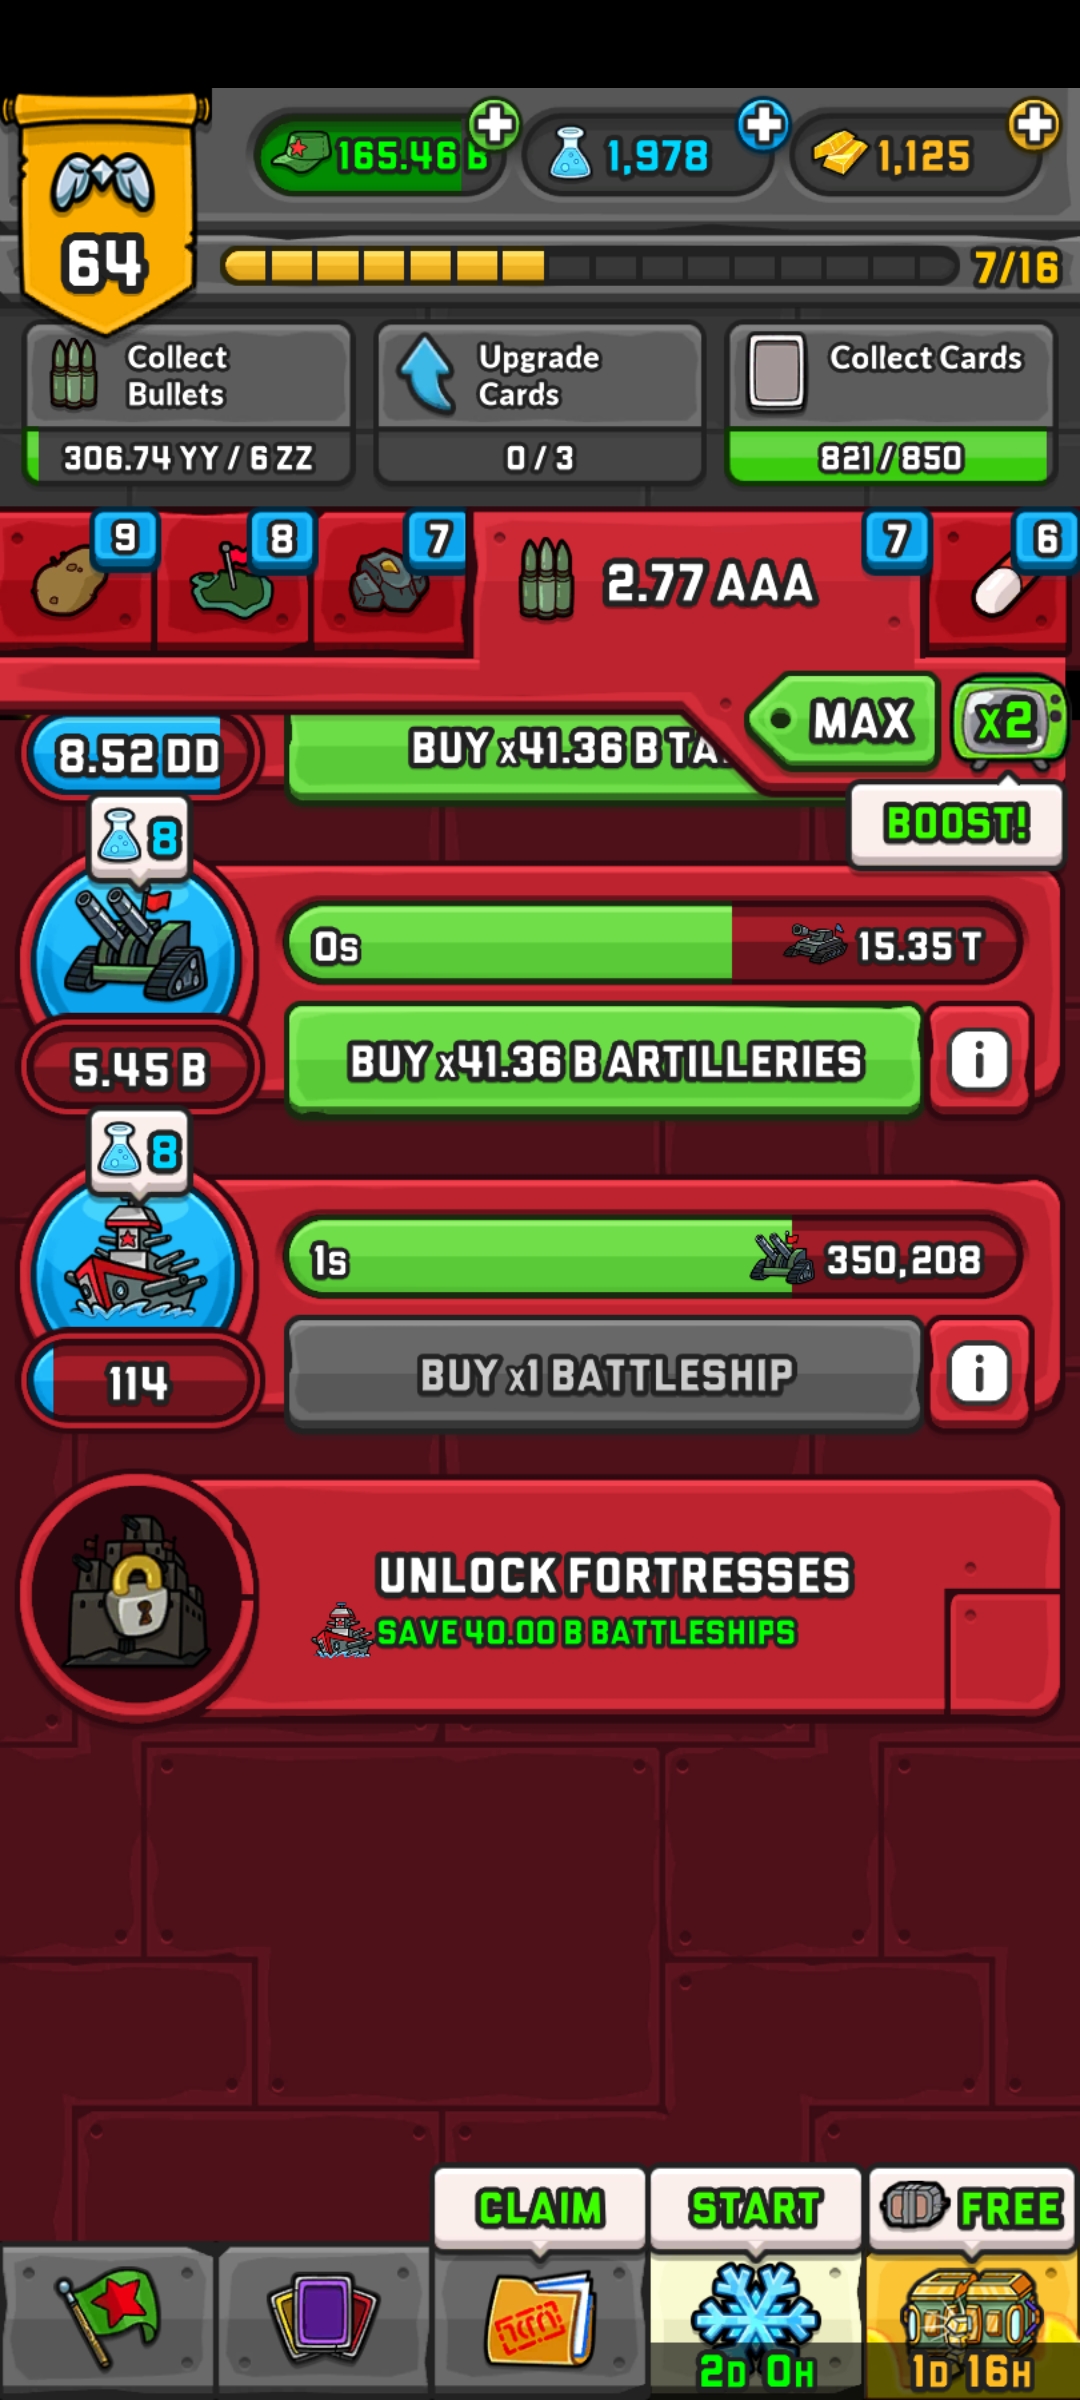 165.46 B
1,978
1,125
64
7/16
Collect
Bullets
Upgrade
Cards
Collect Cards
306.74 YY / 6 ZZ
0 / 3
821 / 850
9
8
7
2.77 AAA
7
6
MAX
x2
8.52 DD
BUY x41.36 B TA
BOOST!
8
0s
15.35 T
5.45 B
BUY x41.36 B ARTILLERIES
i
8
1s
350,208
114
BUY x1 BATTLESHIP
i
UNLOCK FORTRESSES
SAVE 40.00 B BATTLESHIPS
CLAIM
START
FREE
2D 0H
1D 16H